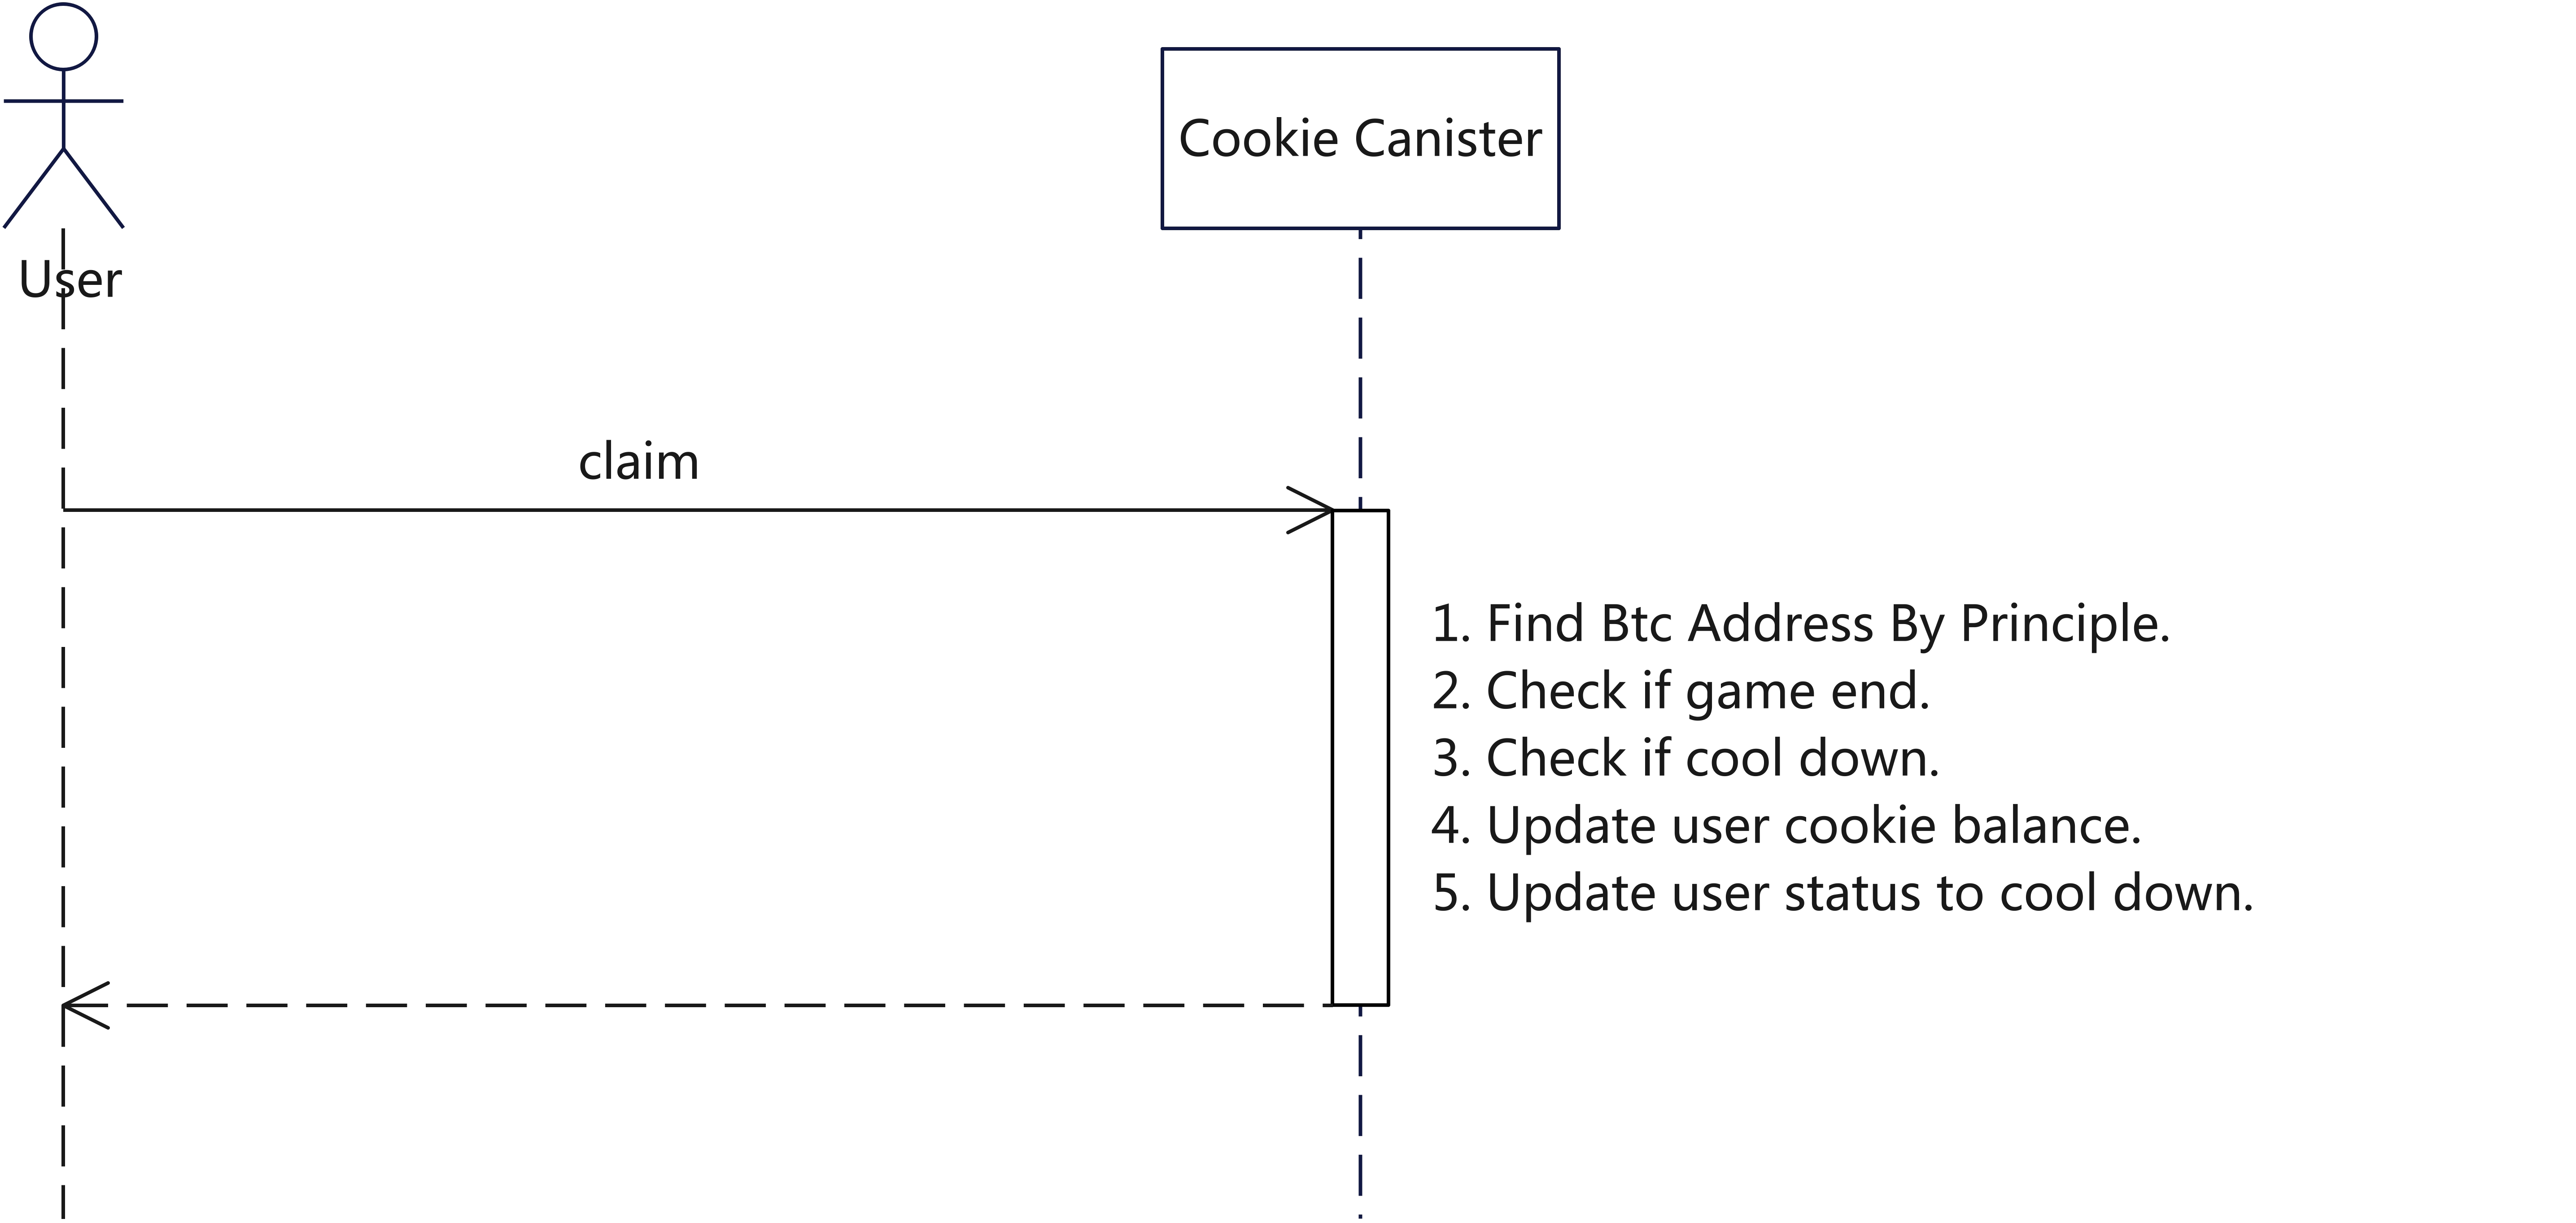 Cookie Canister
User
claim
1. Find Btc Address By Principle.
2. Check if game end.
3. Check if cool down.
4. Update user cookie balance.
5. Update user status to cool down.